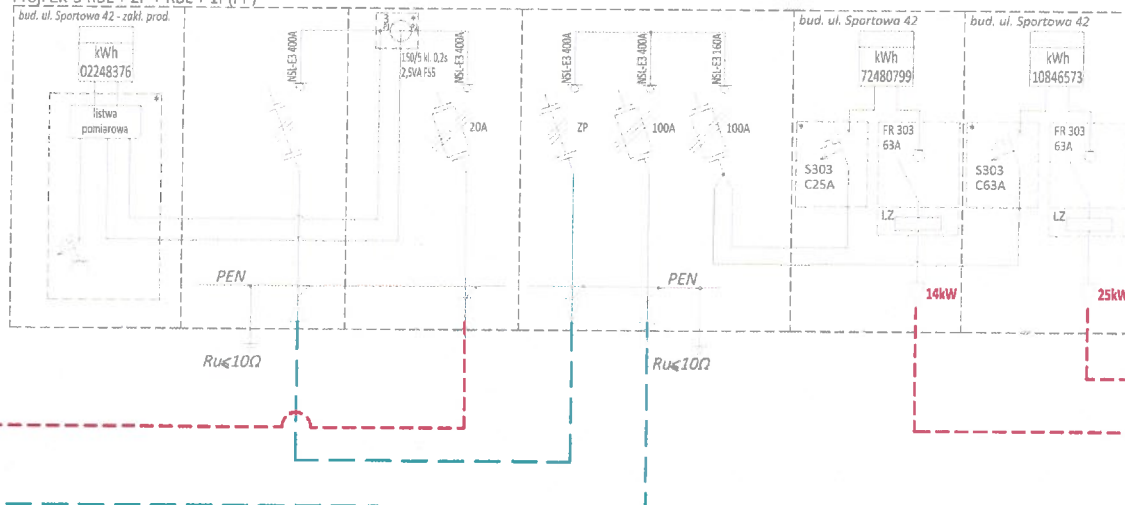 bud. ul. Sportowa 42 - zakł. prod.
kWh
02248376
*
listwa
pomiarowa
NSL-E3 400A
*
150/5 kl. 0,2s
2,5VA FS5
NSL-E3 400A
20A
NSL-E3 400A
ZP
NSL-E3 400A
100A
NSL-E3 160A
100A
bud. ul. Sportowa 42
kWh
72480799
*
S303
C25A
FR 303
63A
LZ
bud. ul. Sportowa 42
kWh
10846573
*
S303
C63A
FR 303
63A
LZ
PEN
PEN
14kW
25kW
Ru≤10Ω
Ru≤10Ω